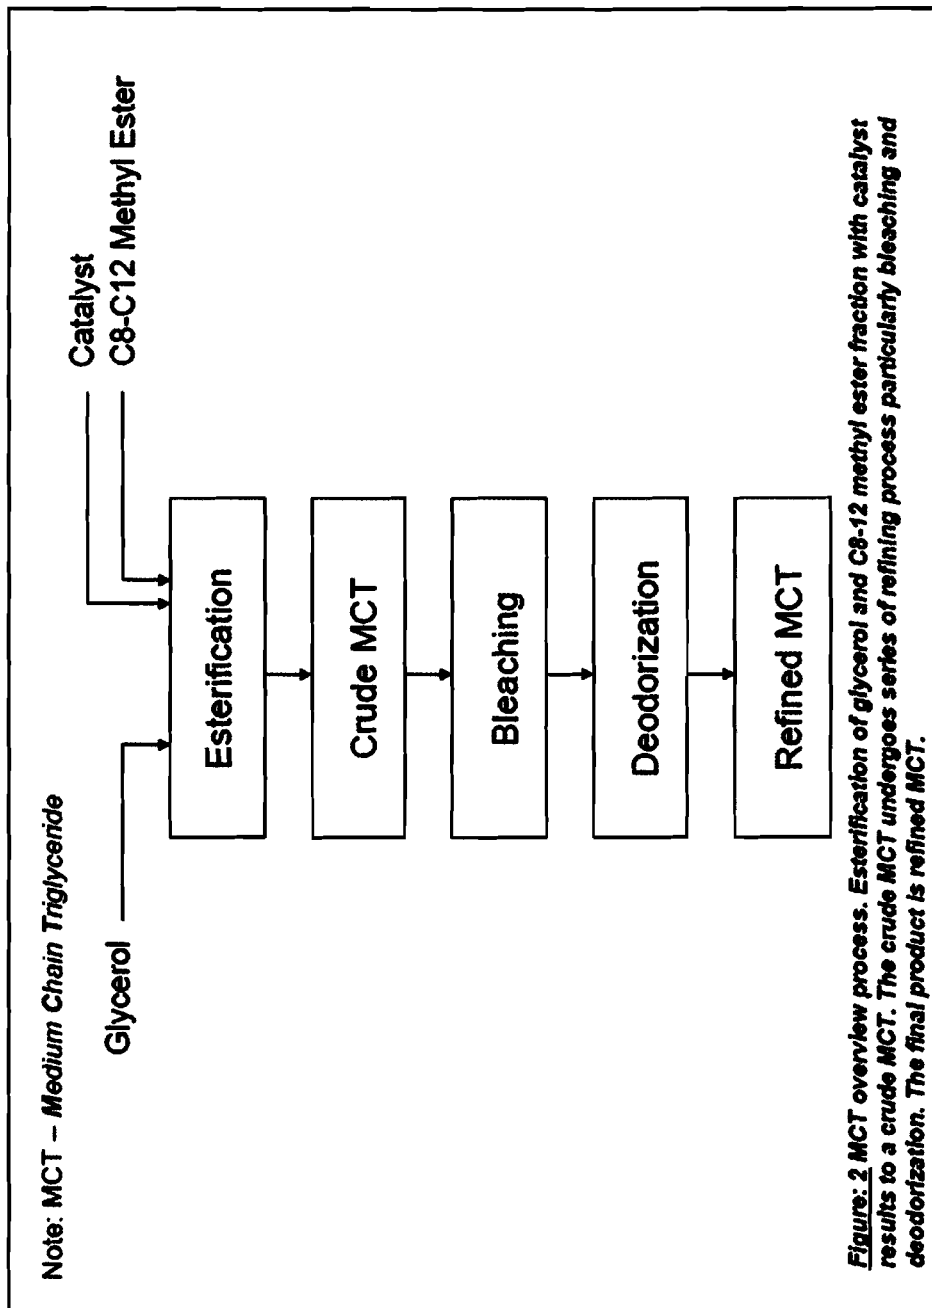 Note: MCT – Medium Chain Triglyceride
Catalyst
C8-C12 Methyl Ester
Glycerol
Esterification
Crude MCT
Bleaching
Deodorization
Refined MCT
Figure: 2 MCT overview process. Esterification of glycerol and C8-12 methyl ester fraction with catalyst
results to a crude MCT. The crude MCT undergoes series of refining process particularly bleaching and
deodorization. The final product is refined MCT.